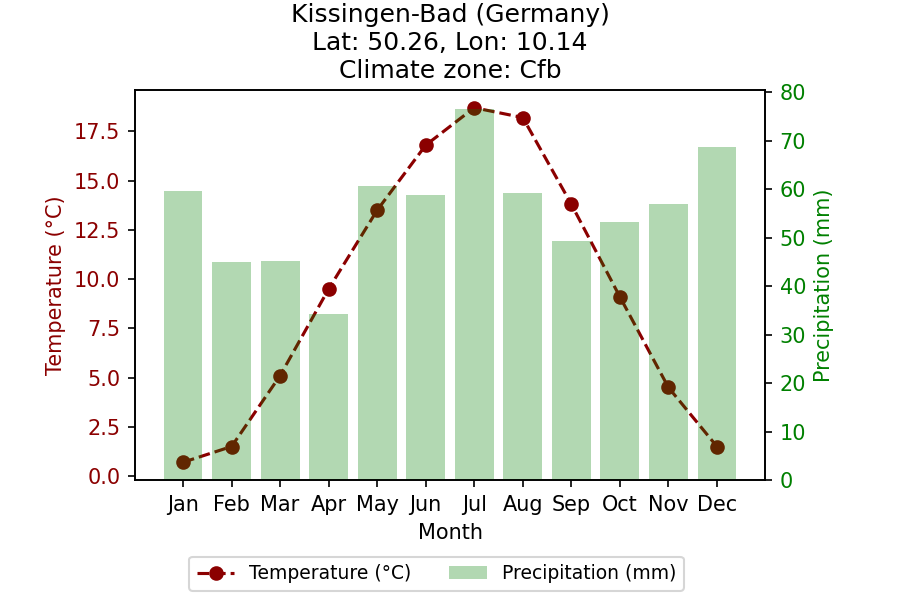 Kissingen-Bad (Germany)
Lat: 50.26, Lon: 10.14
Climate zone: Cfb
Temperature (°C)
17.5
15.0
12.5
10.0
7.5
5.0
2.5
0.0
80
70
60
50
40
30
20
10
0
Precipitation (mm)
Jan Feb Mar Apr May Jun Jul Aug Sep Oct Nov Dec
Month
Temperature (°C) Precipitation (mm)